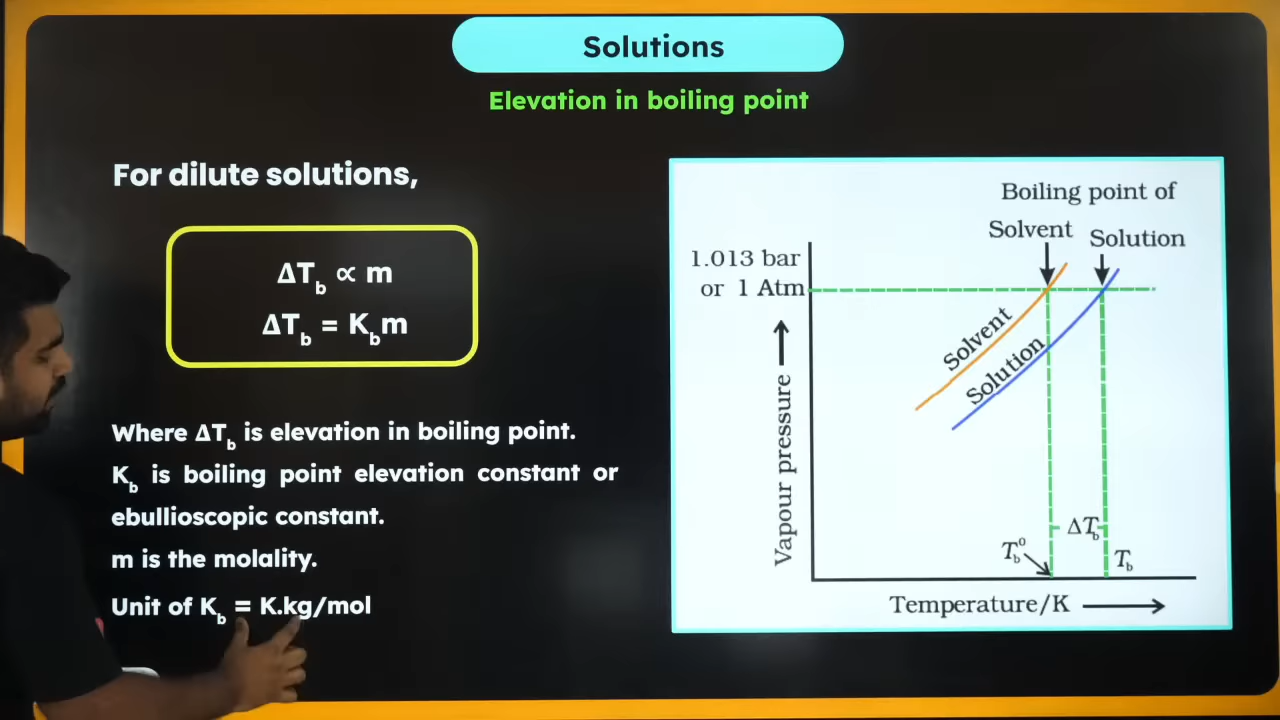 Solutions
Elevation in boiling point
For dilute solutions,
ΔT_b ∝ m
ΔT_b = K_b m
Where ΔT_b is elevation in boiling point.
K_b is boiling point elevation constant or
ebullioscopic constant.
m is the molality.
Unit of K_b = K.kg/mol
Boiling point of
Solvent
Solution
1.013 bar
or 1 Atm
Solvent
Solution
Vapour pressure
ΔT_b
T_b^o
T_b
Temperature/K